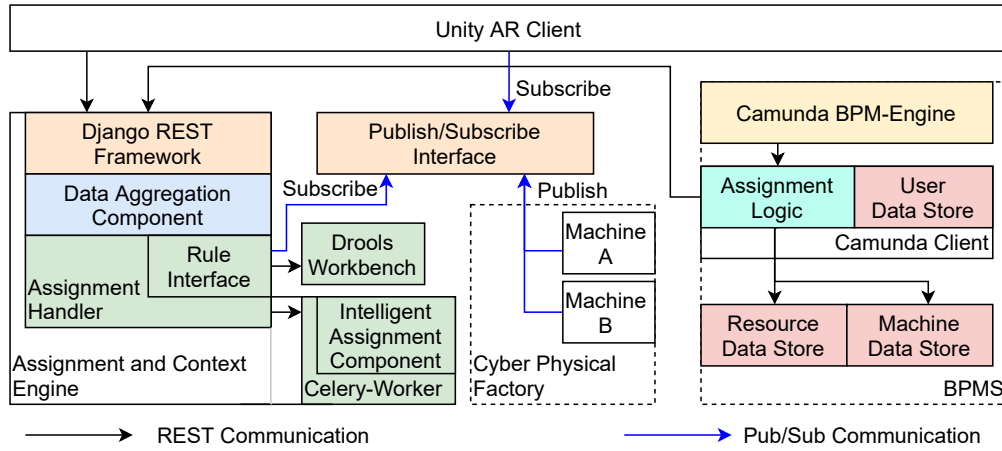 Unity AR Client
Subscribe
Django REST
Framework
Publish/Subscribe
Interface
Camunda BPM-Engine
Data Aggregation
Component
Subscribe
Publish
Assignment
Logic
User
Data Store
Camunda Client
Rule
Interface
Assignment
Handler
Drools
Workbench
Machine
A
Machine
B
Intelligent
Assignment
Component
Celery-Worker
Cyber Physical
Factory
Resource
Data Store
Machine
Data Store
BPMS
Assignment and Context
Engine
REST Communication
Pub/Sub Communication